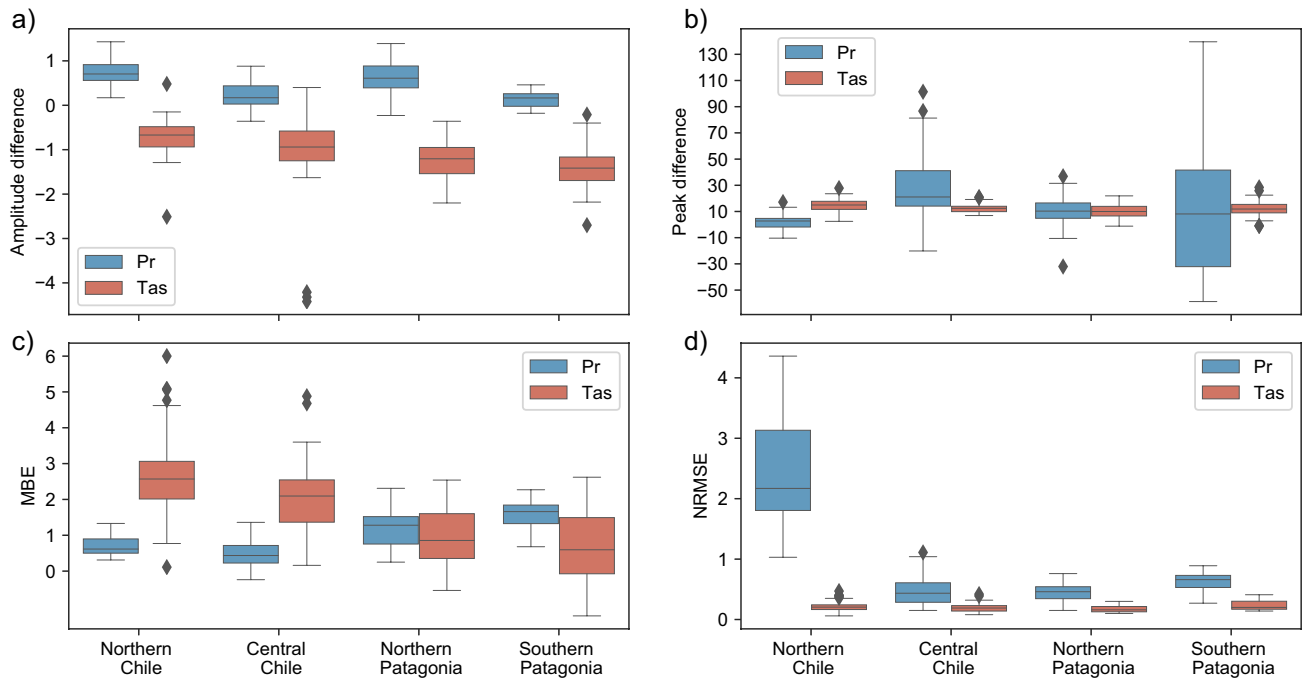 a)
Amplitude difference
1
0
−1
−2
−3
−4
Pr
Tas
b)
Peak difference
130
110
90
70
50
30
10
−10
−30
−50
Pr
Tas
c)
MBE
6
5
4
3
2
1
0
Pr
Tas
Northern
Chile
Central
Chile
Northern
Patagonia
Southern
Patagonia
d)
NRMSE
4
3
2
1
0
Pr
Tas
Northern
Chile
Central
Chile
Northern
Patagonia
Southern
Patagonia